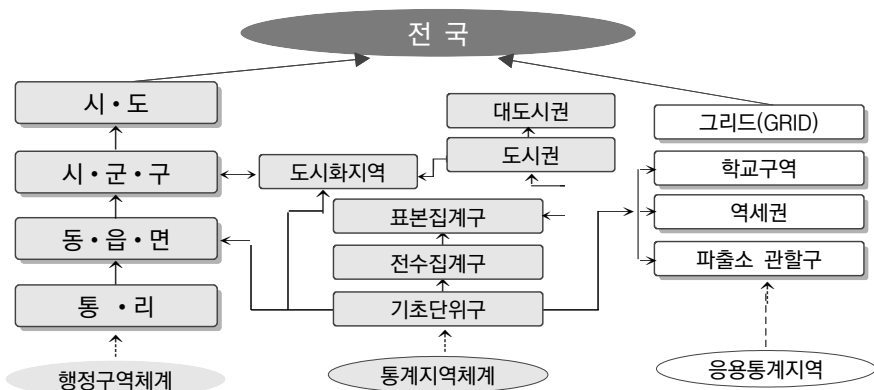 전 국
시・도
시・군・구
동・읍・면
통 ・리
행정구역체계
대도시권
도시권
도시화지역
표본집계구
전수집계구
기초단위구
통계지역체계
그리드(GRID)
학교구역
역세권
파출소 관할구
응용통계지역